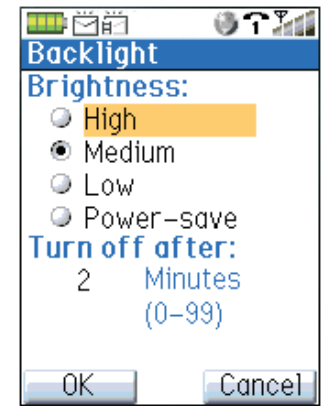 Backlight
Brightness:
High
Medium
Low
Power-save
Turn off after:
2 Minutes
(0-99)
OK Cancel